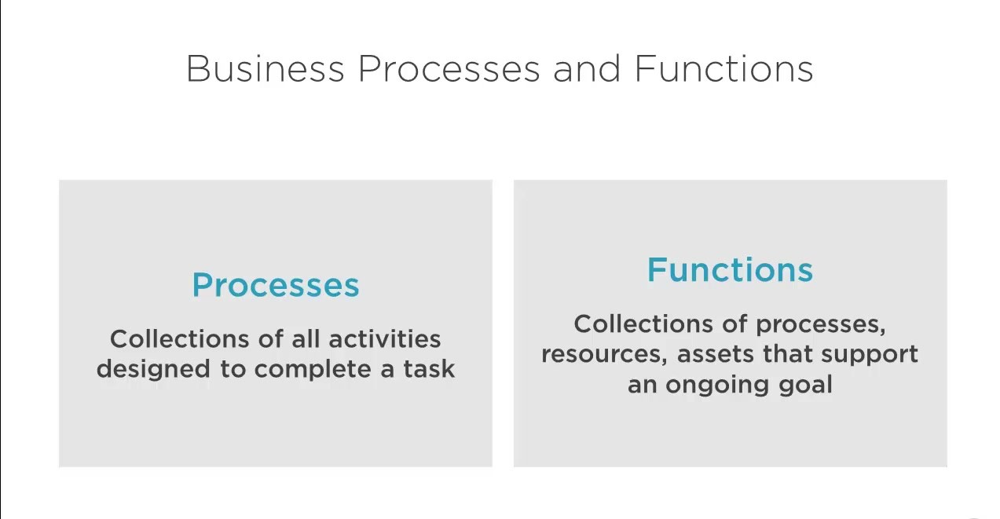 Business Processes and Functions
Processes
Collections of all activities
designed to complete a task
Functions
Collections of processes,
resources, assets that support
an ongoing goal